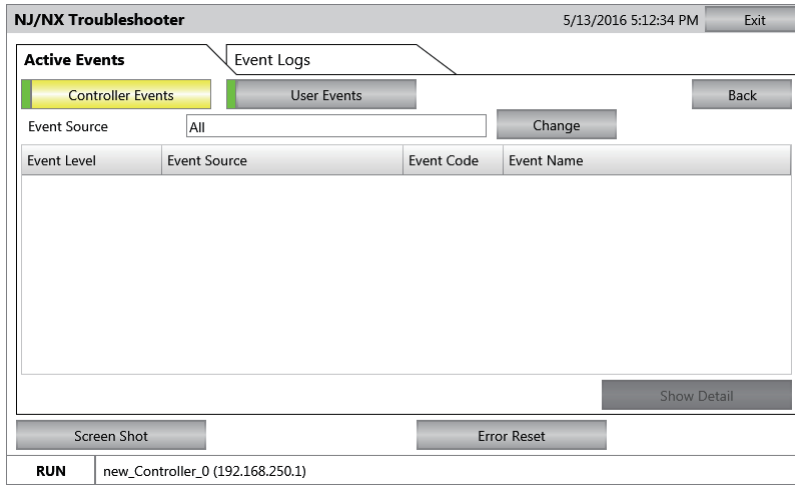 NJ/NX Troubleshooter 5/13/2016 5:12:34 PM Exit
Active Events Event Logs
Controller Events User Events Back
Event Source All Change
Event Level Event Source Event Code Event Name
Show Detail
Screen Shot Error Reset
RUN new_Controller_0 (192.168.250.1)